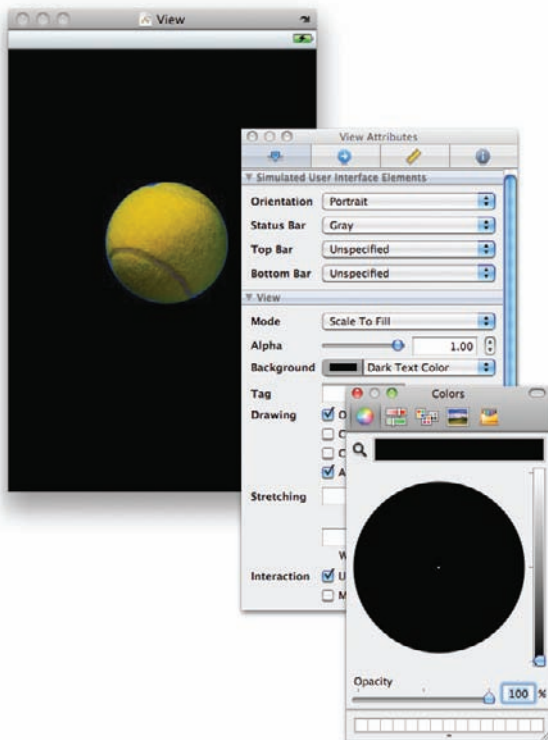 View
View Attributes
Simulated User Interface Elements
Orientation Portrait
Status Bar Gray
Top Bar Unspecified
Bottom Bar Unspecified
View
Mode Scale To Fill
Alpha 1.00
Background Dark Text Color
Tag
Colors
Drawing
Stretching
Interaction
Opacity
100 %